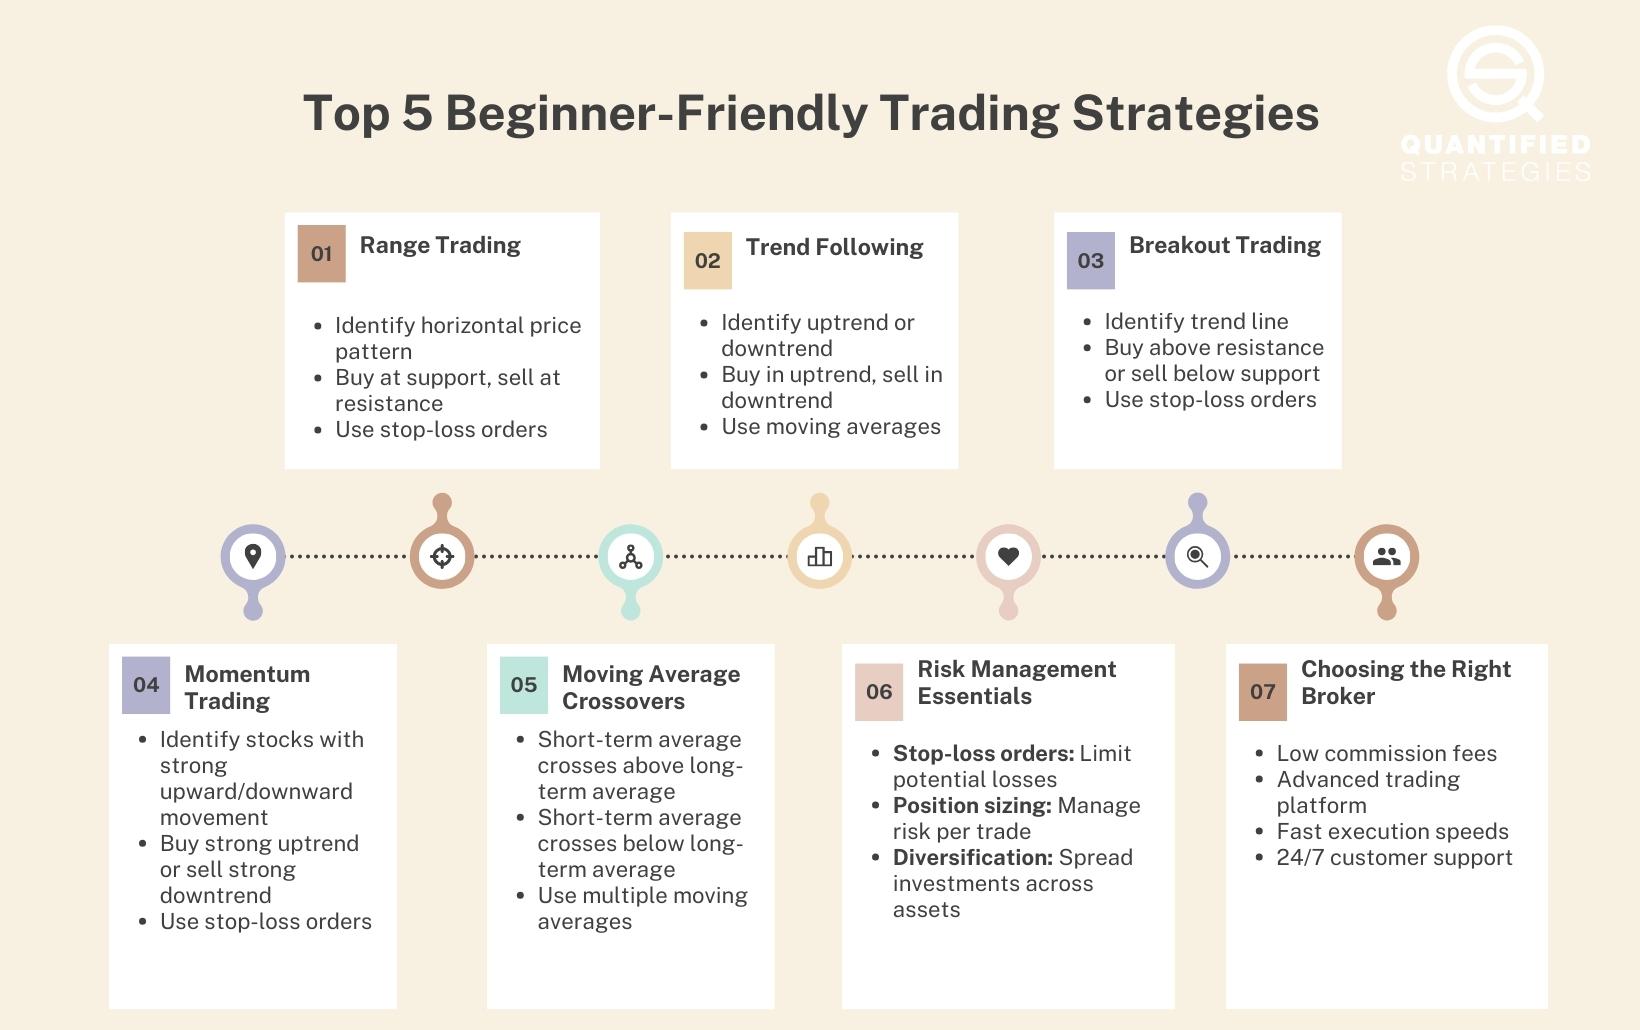 Top 5 Beginner-Friendly Trading Strategies
QUANTIFIED
STRATEGIES
01
Range Trading
• Identify horizontal price
pattern
• Buy at support, sell at
resistance
• Use stop-loss orders
02
Trend Following
• Identify uptrend or
downtrend
• Buy in uptrend, sell in
downtrend
• Use moving averages
03
Breakout Trading
• Identify trend line
• Buy above resistance
or sell below support
• Use stop-loss orders
04
Momentum
Trading
• Identify stocks with
strong
upward/downward
movement
• Buy strong uptrend
or sell strong
downtrend
• Use stop-loss orders
05
Moving Average
Crossovers
• Short-term average
crosses above long-
term average
• Short-term average
crosses below long-
term average
• Use multiple moving
averages
06
Risk Management
Essentials
• Stop-loss orders: Limit
potential losses
• Position sizing: Manage
risk per trade
• Diversification: Spread
investments across
assets
07
Choosing the Right
Broker
• Low commission fees
• Advanced trading
platform
• Fast execution speeds
• 24/7 customer support